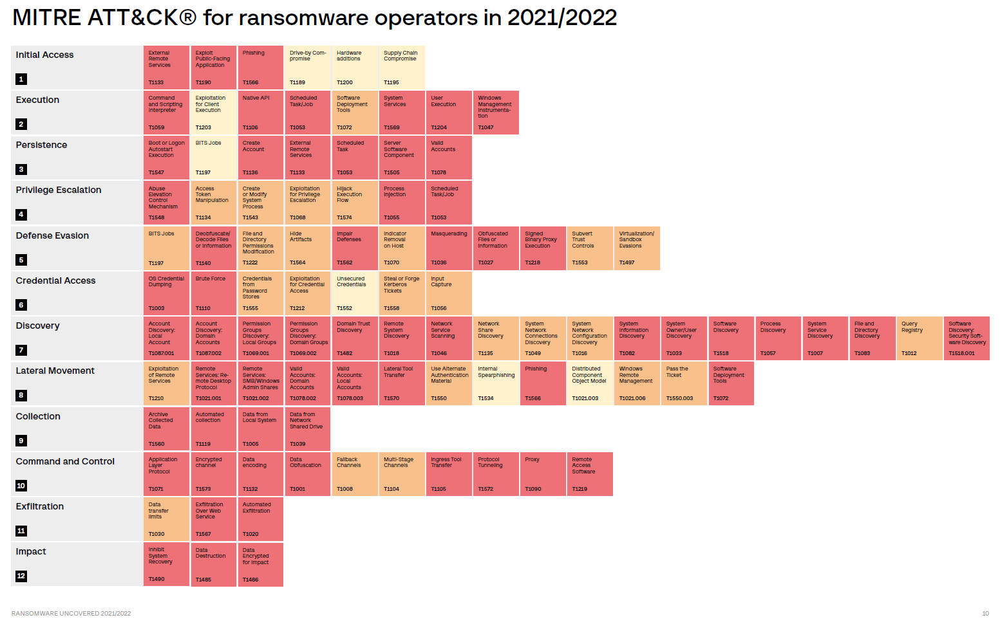 MITRE ATT&CK® for ransomware operators in 2021/2022
Initial Access
1
External
Remote
Services
T1133
Exploit
Public-Facing
Application
T1190
Phishing
T1566
Drive-by Com-
promise
T1189
Hardware
additions
T1200
Supply Chain
Compromise
T1195
Execution
2
Command
and Scripting
Interpreter
T1059
Exploitation
for Client
Execution
T1203
Native API
T1106
Scheduled
Task/Job
T1053
Software
Deployment
Tools
T1072
System
Services
T1569
User
Execution
T1204
Windows
Management
Instrumenta-
tion
T1047
Persistence
3
Boot or Logon
Autostart
Execution
T1547
BITS Jobs
T1197
Create
Account
T1136
External
Remote
Services
T1133
Scheduled
Task
T1053
Server
Software
Component
T1505
Valid
Accounts
T1078
Privilege Escalation
4
Abuse
Elevation
Control
Mechanism
T1548
Access
Token
Manipulation
T1134
Create
or Modify
System
Process
T1543
Exploitation
for Privilege
Escalation
T1068
Hijack
Execution
Flow
T1574
Process
Injection
T1055
Scheduled
Task/Job
T1053
Defense Evasion
5
BITS Jobs
T1197
Deobfuscate/
Decode Files
or Information
T1140
File and
Directory
Permissions
Modification
T1222
Hide
Artifacts
T1564
Impair
Defenses
T1562
Indicator
Removal
on Host
T1070
Masquerading
T1036
Obfuscated
Files or
Information
T1027
Signed
Binary Proxy
Execution
T1218
Subvert
Trust
Controls
T1553
Virtualization/
Sandbox
Evasions
T1497
Credential Access
6
OS Credential
Dumping
T1003
Brute Force
T1110
Credentials
from
Password
Stores
T1555
Exploitation
for Credential
Access
T1212
Unsecured
Credentials
T1552
Steal or Forge
Kerberos
Tickets
T1558
Input
Capture
T1056
Discovery
7
Account
Discovery:
Local
Account
T1087.001
Account
Discovery:
Domain
Accounts
T1087.002
Permission
Groups
Discovery:
Local Groups
T1069.001
Permission
Groups
Discovery:
Domain Groups
T1069.002
Domain Trust
Discovery
T1482
Remote
System
Discovery
T1018
Network
Service
Scanning
T1046
Network
Share
Discovery
T1135
System
Network
Connections
Discovery
T1049
System
Network
Configuration
Discovery
T1016
System
Information
Discovery
T1082
System
Owner/User
Discovery
T1033
Software
Discovery
T1518
Process
Discovery
T1057
System
Service
Discovery
T1007
File and
Directory
Discovery
T1083
Query
Registry
T1012
Software
Discovery:
Security Soft-
ware Discovery
T1518.001
Lateral Movement
8
Exploitation
of Remote
Services
T1210
Remote
Services: Re-
mote Desktop
Protocol
T1021.001
Remote
Services:
SMB/Windows
Admin Shares
T1021.002
Valid
Accounts:
Domain
Accounts
T1078.002
Valid
Accounts:
Local
Accounts
T1078.003
Lateral Tool
Transfer
T1570
Use Alternate
Authentication
Material
T1550
Internal
Spearphishing
T1534
Phishing
T1566
Distributed
Component
Object Model
T1021.003
Windows
Remote
Management
T1021.006
Pass the
Ticket
T1550.003
Software
Deployment
Tools
T1072
Collection
9
Archive
Collected
Data
T1560
Automated
collection
T1119
Data from
Local System
T1005
Data from
Network
Shared Drive
T1039
Command and Control
10
Application
Layer
Protocol
T1071
Encrypted
channel
T1573
Data
encoding
T1132
Data
Obfuscation
T1001
Fallback
Channels
T1008
Multi-Stage
Channels
T1104
Ingress Tool
Transfer
T1105
Protocol
Tunneling
T1572
Proxy
T1090
Remote
Access
Software
T1219
Exfiltration
11
Data
transfer
limits
T1030
Exfiltration
Over Web
Service
T1567
Automated
Exfiltration
T1020
Impact
12
Inhibit
System
Recovery
T1490
Data
Destruction
T1485
Data
Encrypted
for Impact
T1486
RANSOMWARE UNCOVERED 2021/2022
10